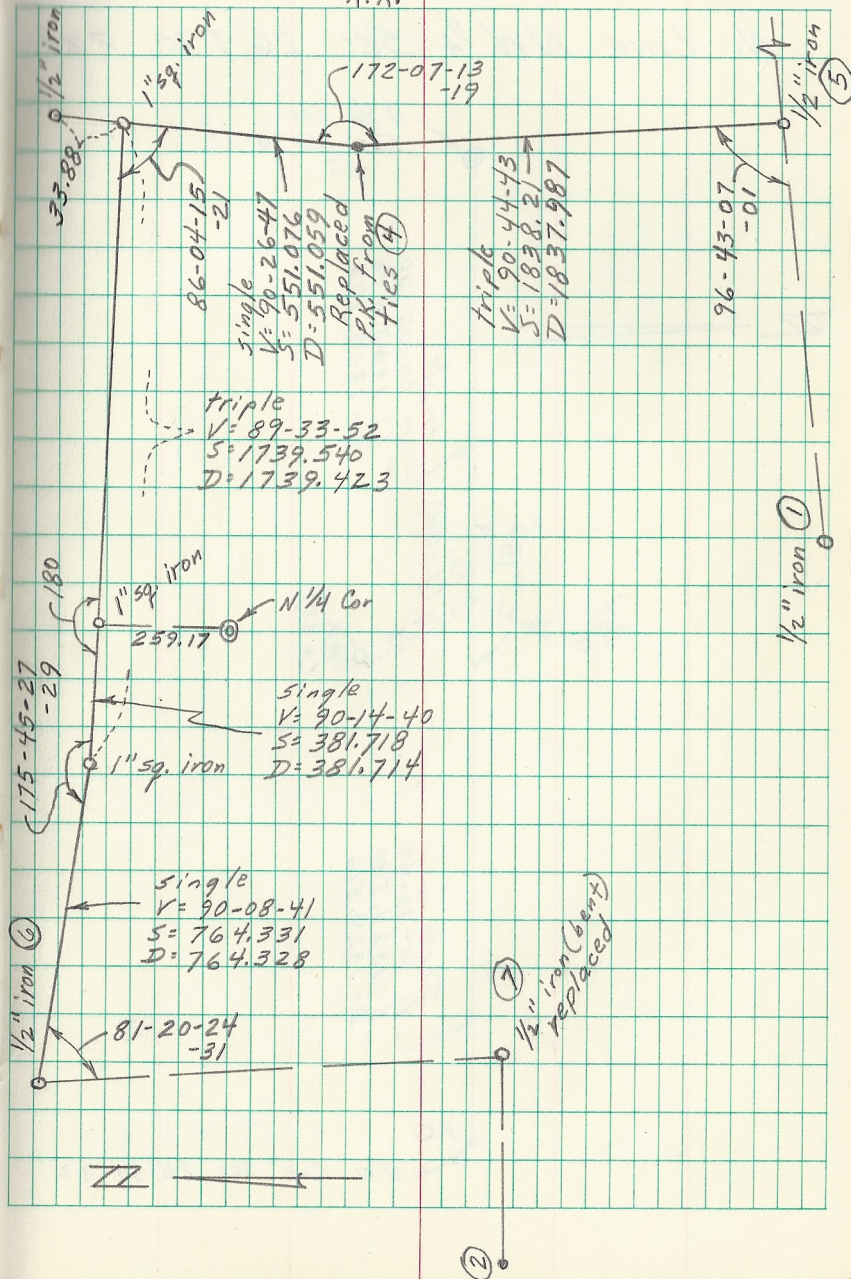 1/2" iron
1" sq. iron
33.88
172-07-13
-19
1/2" iron
5
86-04-15
-21
single
V= 90-26-47
S= 551.076
D= 551.059
Replaced
P.K. from
ties 4
triple
V= 90-44-43
S= 1838.21
D= 1837.987
96-43-07
-01
triple
V= 89-33-52
S= 1739.540
D= 1739.423
1/2" iron 1
180
1" sq. iron
N 1/4 Cor
259.17
175-45-27
-29
single
V= 90-14-40
S= 381.718
D= 381.714
1" sq. iron
single
V= 90-08-41
S= 764.331
D= 764.328
1/2" iron 6
81-20-24
-31
7
1/2" iron (bent)
replaced
N
2